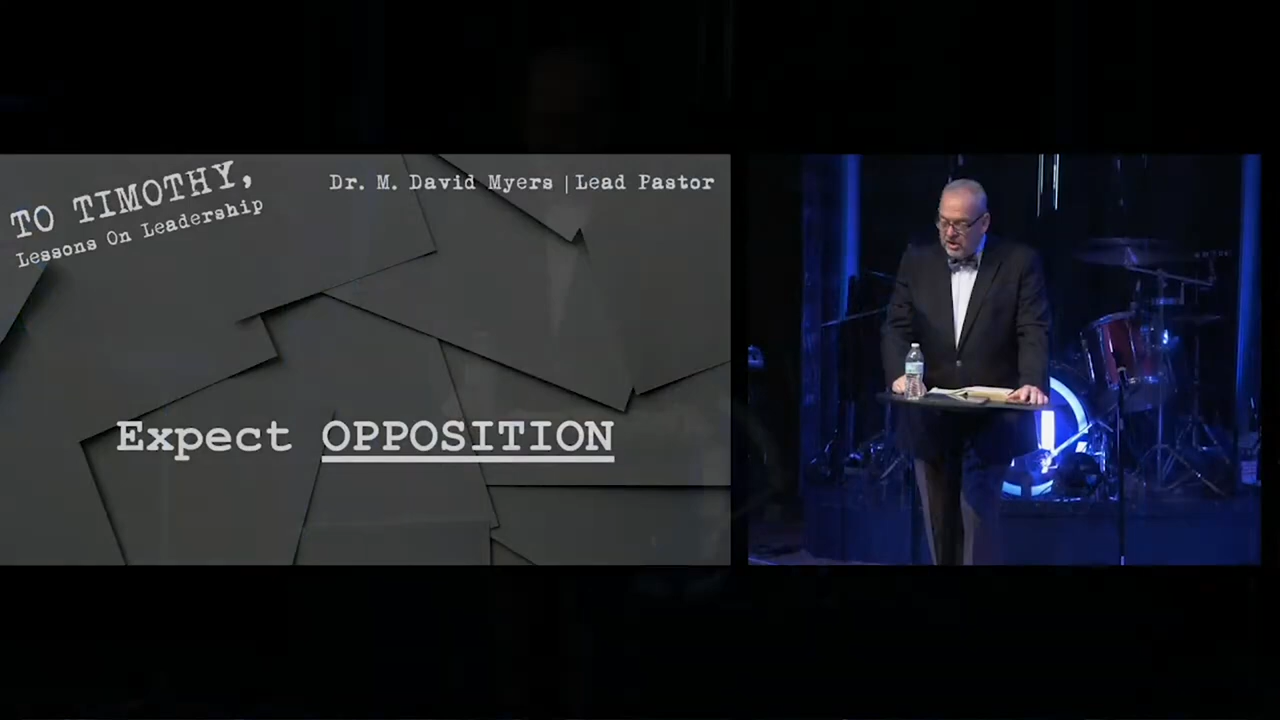 TO TIMOTHY,
Lessons On Leadership
Dr. M. David Myers | Lead Pastor
Expect OPPOSITION